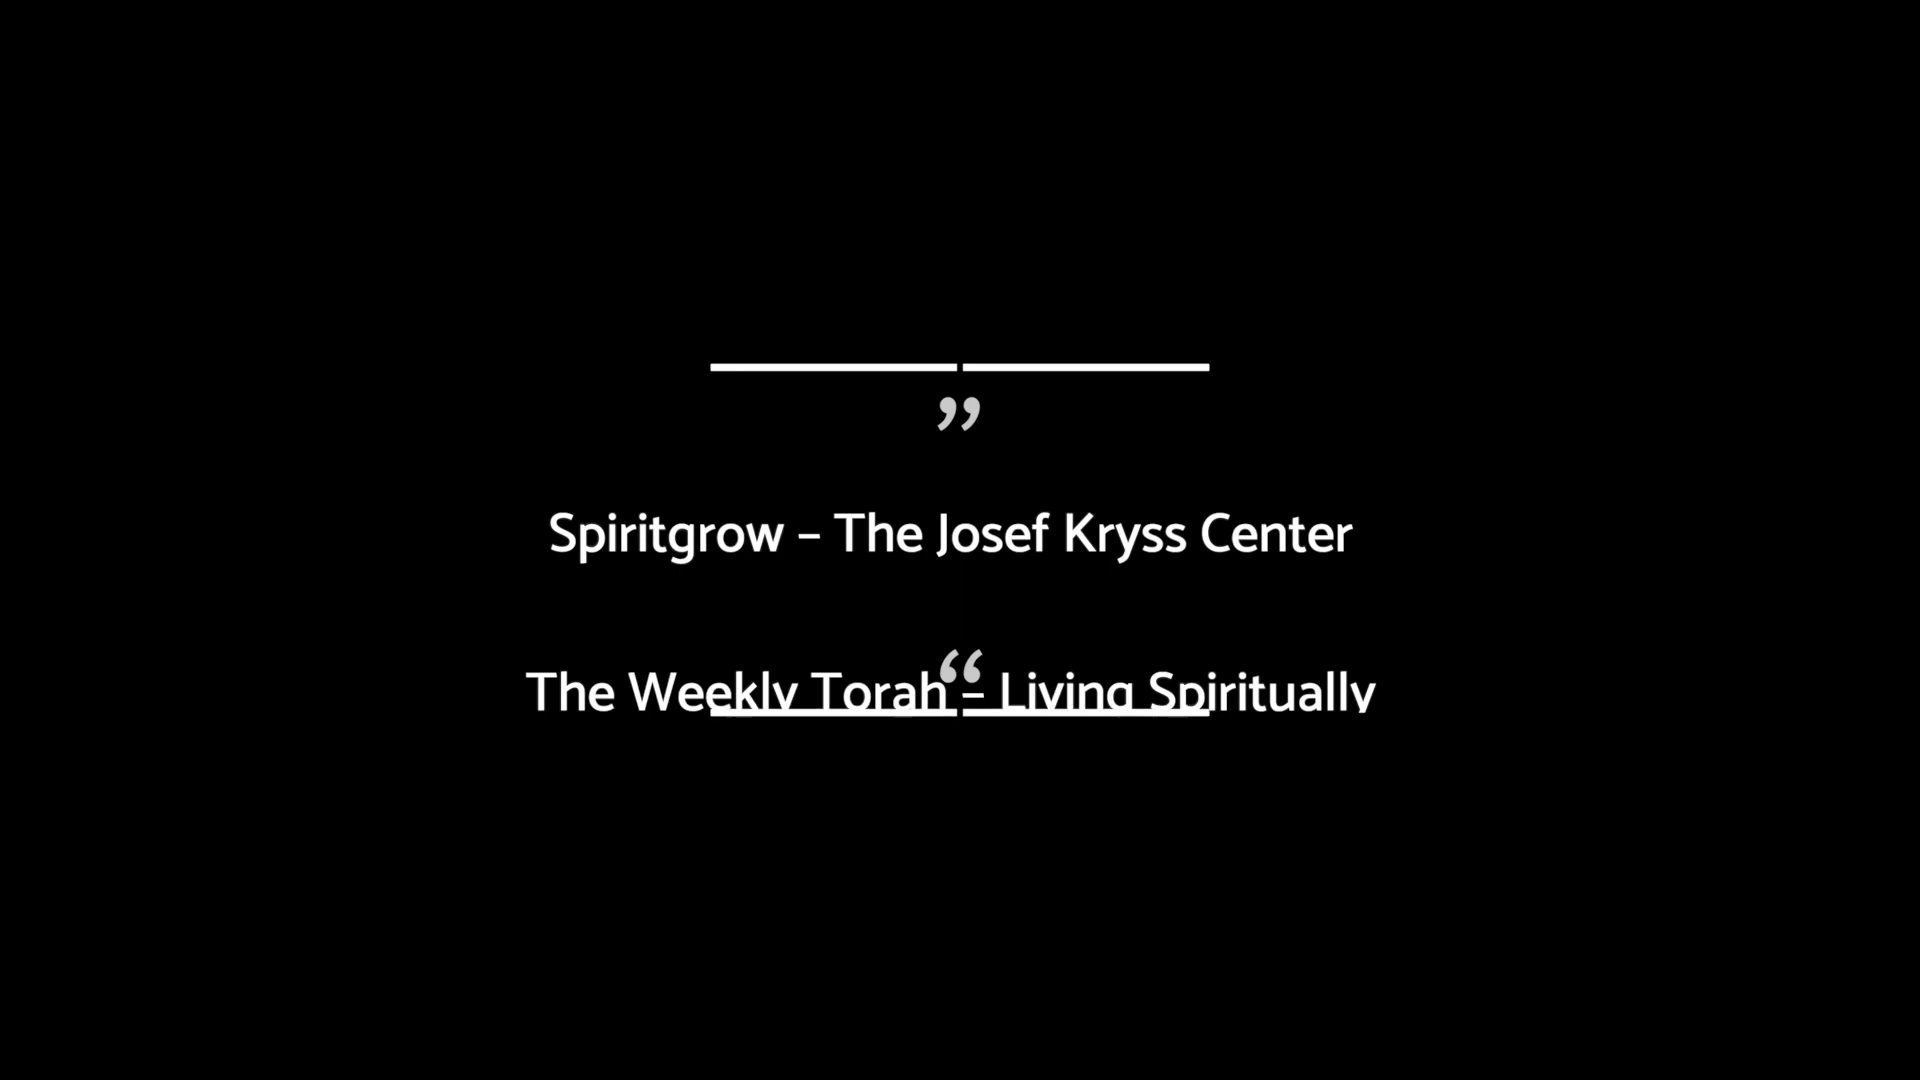 ”
Spiritgrow – The Josef Kryss Center
“
The Weekly Torah – Living Spiritually